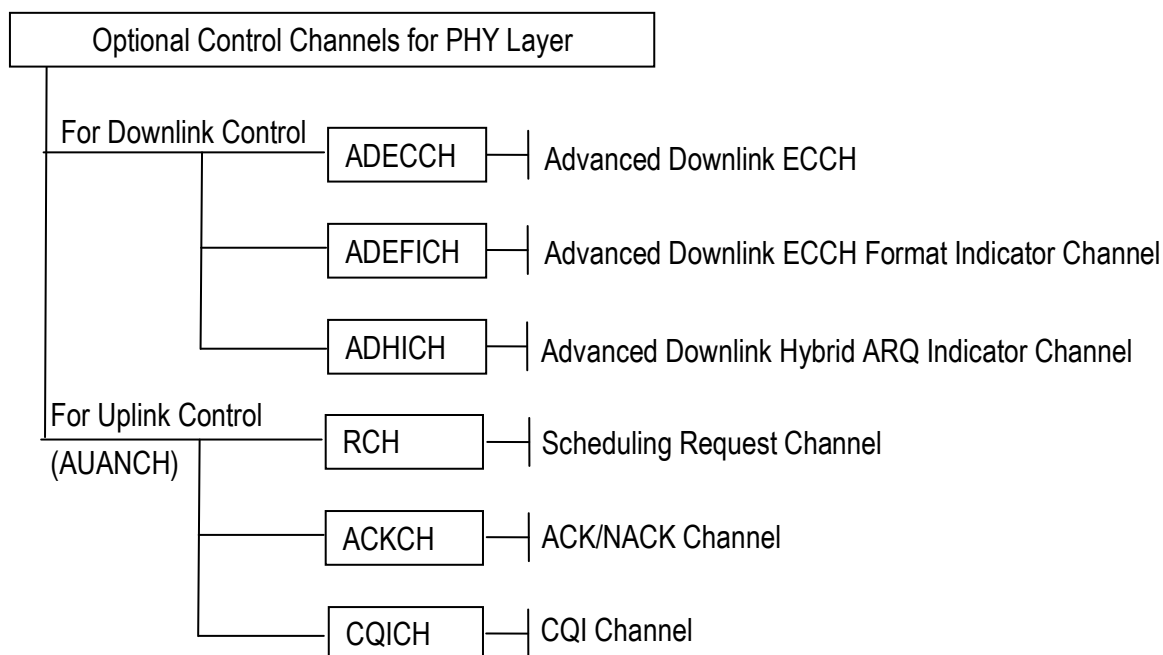 Optional Control Channels for PHY Layer
For Downlink Control
ADECCH
Advanced Downlink ECCH
ADEFICH
Advanced Downlink ECCH Format Indicator Channel
ADHICH
Advanced Downlink Hybrid ARQ Indicator Channel
For Uplink Control
(AUANCH)
RCH
Scheduling Request Channel
ACKCH
ACK/NACK Channel
CQICH
CQI Channel